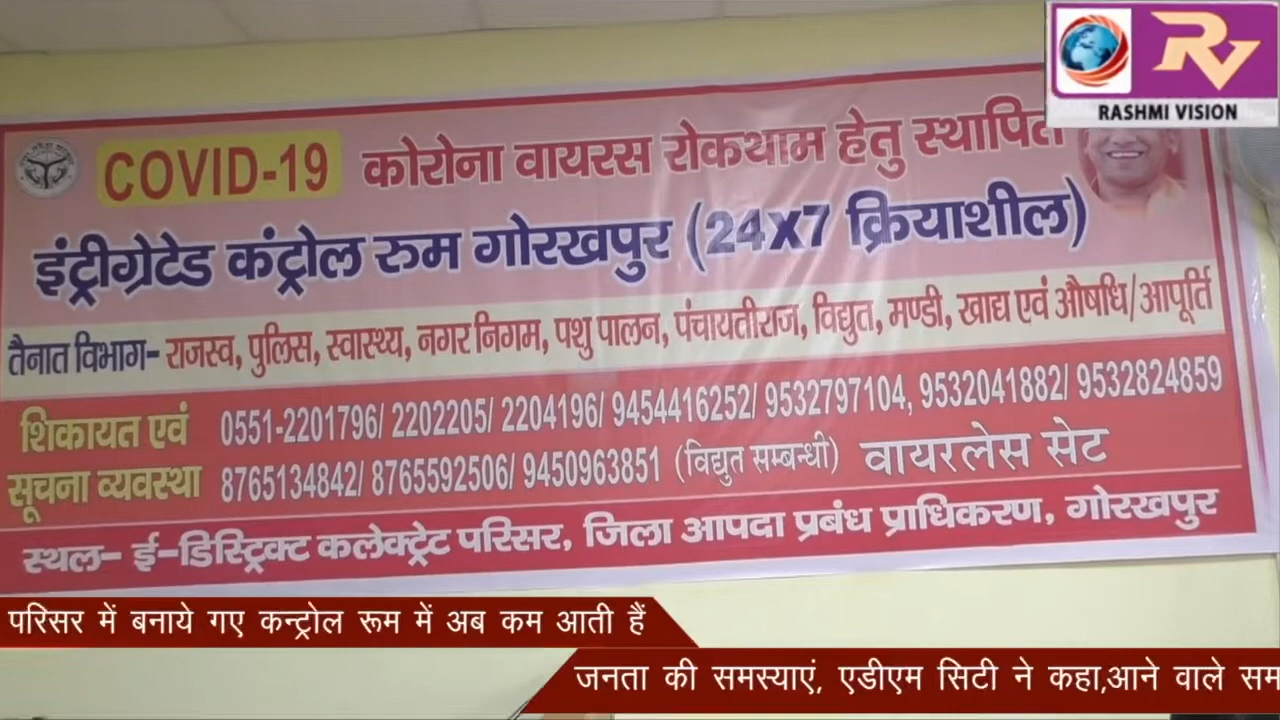 RV
RASHMI VISION
COVID-19 कोरोना वायरस रोकथाम हेतु स्थापित
इंट्रीग्रेटेड कंट्रोल रुम गोरखपुर (24x7 क्रियाशील)
तैनात विभाग- राजस्व, पुलिस, स्वास्थ्य, नगर निगम, पशु पालन, पंचायतीराज, विद्युत, मण्डी, खाद्य एवं औषधि/आपूर्ति
शिकायत एवं 0551-2201796/ 2202205/ 2204196/ 9454416252/ 9532797104, 9532041882/ 9532824859
सूचना व्यवस्था 8765134842/ 8765592506/ 9450963851 (विद्युत सम्बन्धी) वायरलेस सेट
स्थल- ई-डिस्ट्रिक्ट कलेक्ट्रेट परिसर, जिला आपदा प्रबंध प्राधिकरण, गोरखपुर
परिसर में बनाये गए कन्ट्रोल रूम में अब कम आती हैं
जनता की समस्याएं, एडीएम सिटी ने कहा,आने वाले सम